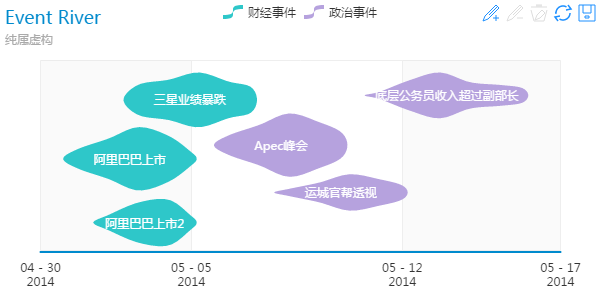 Event River
纯属虚构
财经事件 政治事件
三星业绩暴跌
底层公务员收入超过副部长
阿里巴巴上市
Apec峰会
运城官帮透视
阿里巴巴上市2
04 - 30
2014
05 - 05
2014
05 - 12
2014
05 - 17
2014